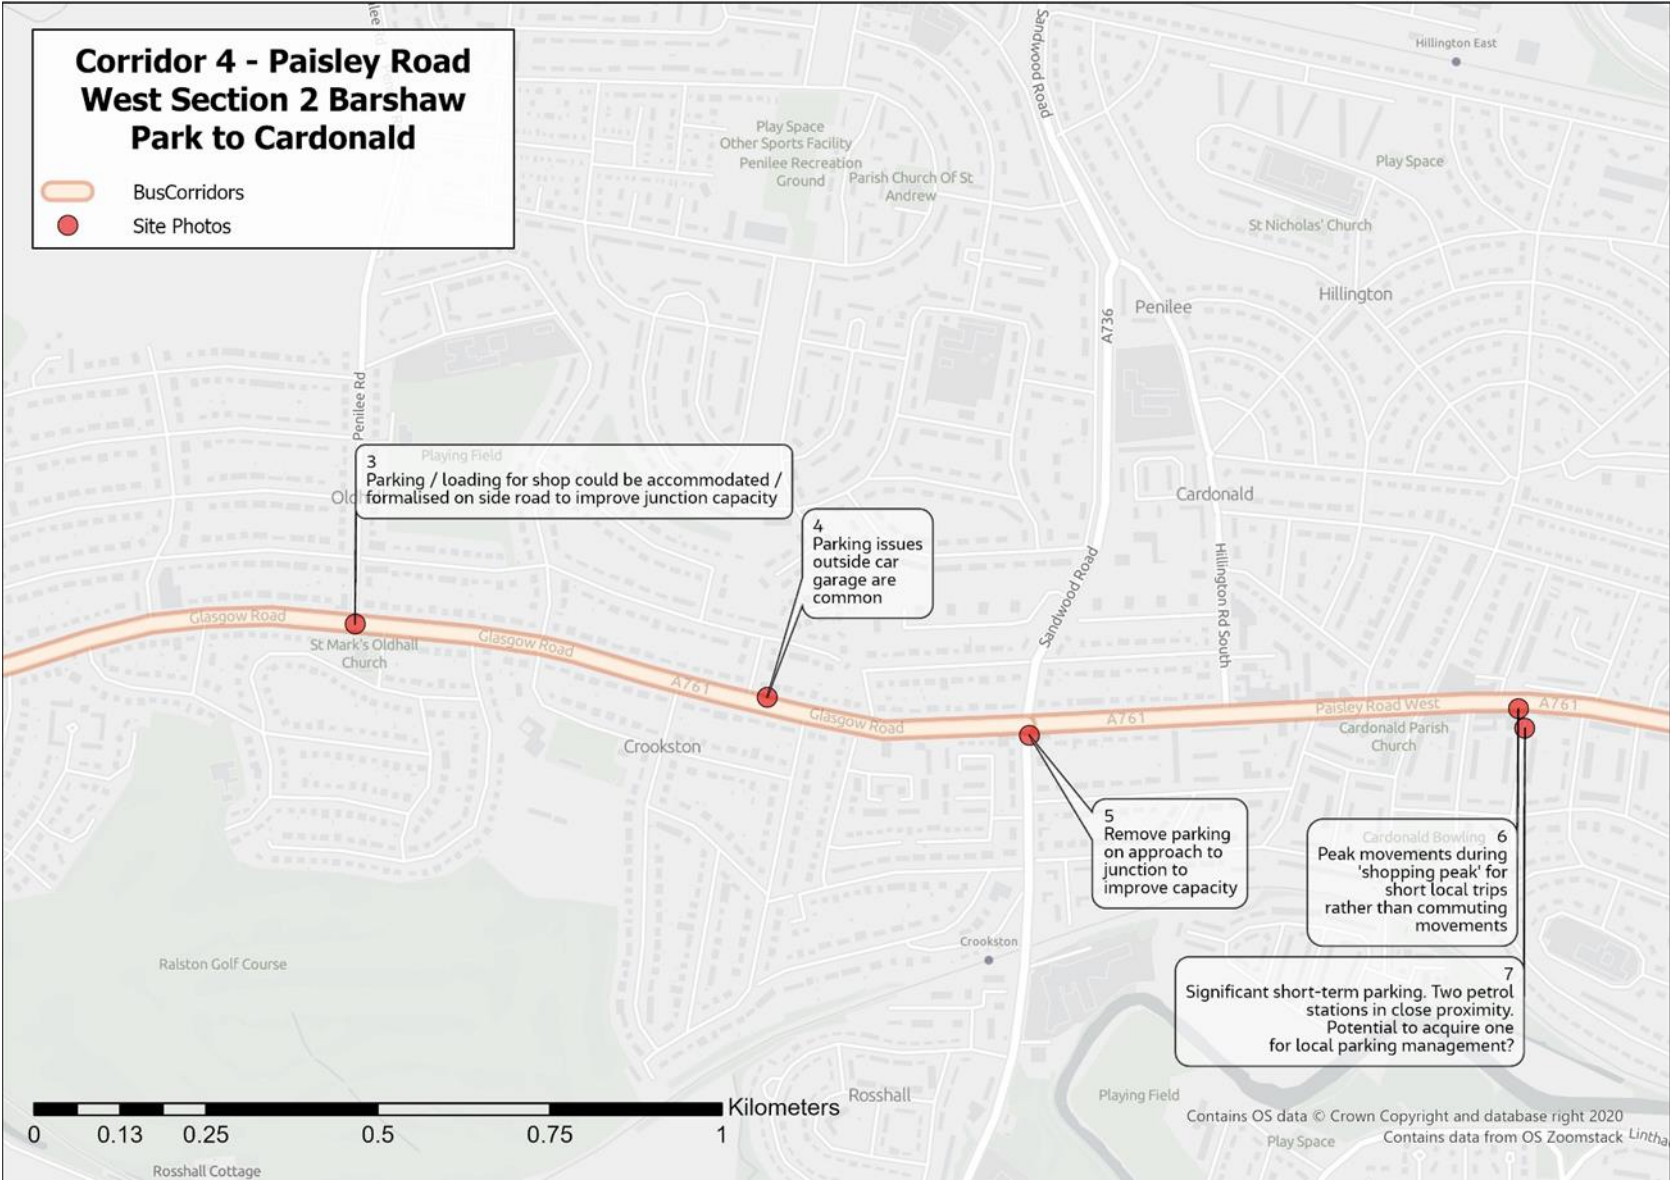 Corridor 4 - Paisley Road
West Section 2 Barshaw
Park to Cardonald
BusCorridors
Site Photos
Sandwood Road
Hillington East
Play Space
Other Sports Facility
Penilee Recreation
Ground
Parish Church Of St
Andrew
Play Space
St Nicholas' Church
Hillington
Penilee
A736
Penilee Rd
Playing Field
3
Parking / loading for shop could be accommodated /
formalised on side road to improve junction capacity
4
Parking issues
outside car
garage are
common
Cardonald
Sandwood Road
Hillington Rd South
Glasgow Road
St Mark's Oldhall
Church
Glasgow Road
A761
Glasgow Road
A761
Paisley Road West
A761
Cardonald Parish
Church
Crookston
5
Remove parking
on approach to
junction to
improve capacity
Cardonald Bowling
6
Peak movements during
'shopping peak' for
short local trips
rather than commuting
movements
Crookston
Ralston Golf Course
7
Significant short-term parking. Two petrol
stations in close proximity.
Potential to acquire one
for local parking management?
Rosshall
Playing Field
Kilometers
0 0.13 0.25 0.5 0.75 1
Contains OS data © Crown Copyright and database right 2020
Contains data from OS Zoomstack
Play Space
Rosshall Cottage